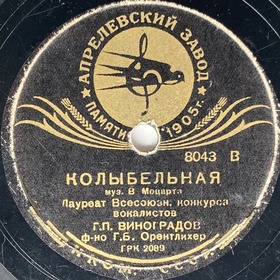 АПРЕЛЕВСКИЙ ЗАВОД
ПАМЯТИ 1905 г.
8043 В
КОЛЫБЕЛЬНАЯ
муз. В Моцарта
Лауреат Всесоюзн. конкурса
вокалистов
Г.П. ВИНОГРАДОВ
ф-но Г.Б. Орентлихер
ГРК 2089